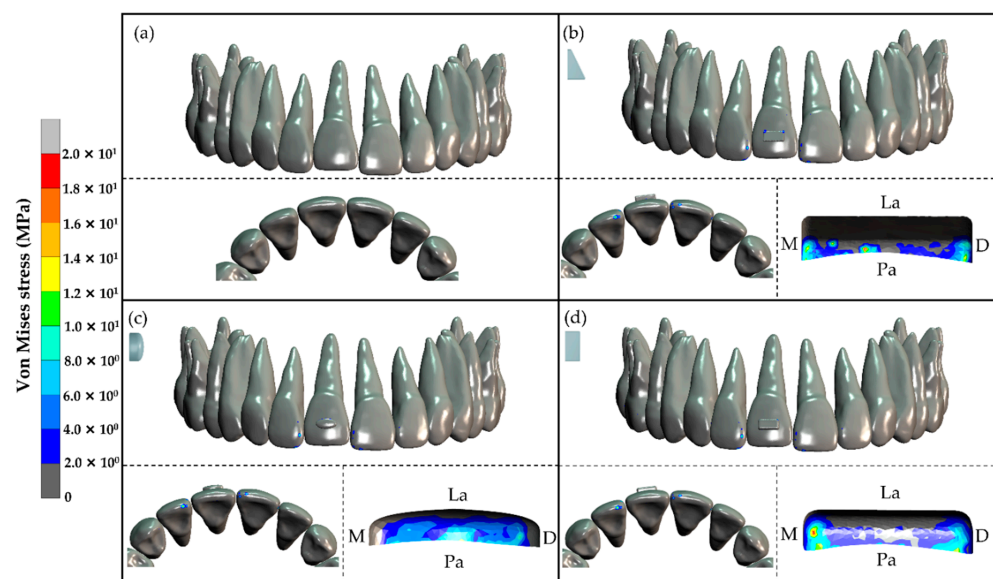 Von Mises stress (MPa)
2.0 × 10¹
1.8 × 10¹
1.6 × 10¹
1.4 × 10¹
1.2 × 10¹
1.0 × 10¹
8.0 × 10⁰
6.0 × 10⁰
4.0 × 10⁰
2.0 × 10⁰
0
(a)
(b)
La
M
D
Pa
(c)
La
M
D
Pa
(d)
La
M
D
Pa